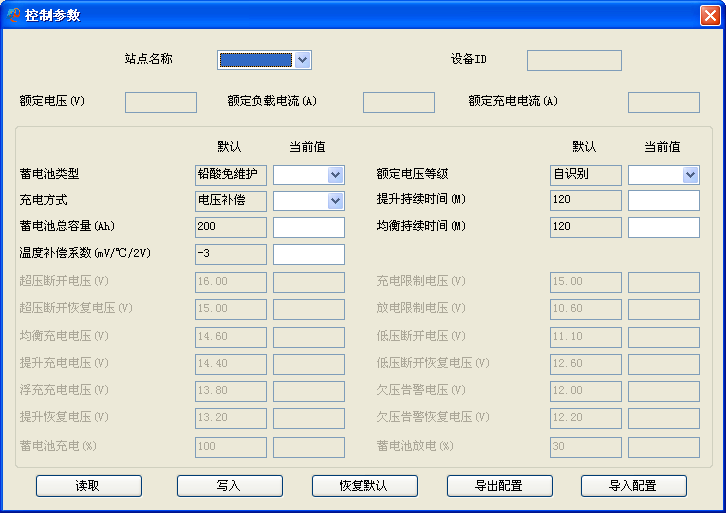 控制参数
站点名称 设备ID
额定电压(V) 额定负载电流(A) 额定充电电流(A)
默认 当前值 默认 当前值
蓄电池类型 铅酸免维护 额定电压等级 自识别
充电方式 电压补偿 提升持续时间(M) 120
蓄电池总容量(Ah) 200 均衡持续时间(M) 120
温度补偿系数(mV/℃/2V) -3
超压断开电压(V) 16.00 充电限制电压(V) 15.00
超压断开恢复电压(V) 15.00 放电限制电压(V) 10.60
均衡充电电压(V) 14.60 低压断开电压(V) 11.10
提升充电电压(V) 14.40 低压断开恢复电压(V) 12.60
浮充充电电压(V) 13.80 欠压告警电压(V) 12.00
提升恢复电压(V) 13.20 欠压告警恢复电压(V) 12.20
蓄电池充电(%) 100 蓄电池放电(%) 30
读取 写入 恢复默认 导出配置 导入配置